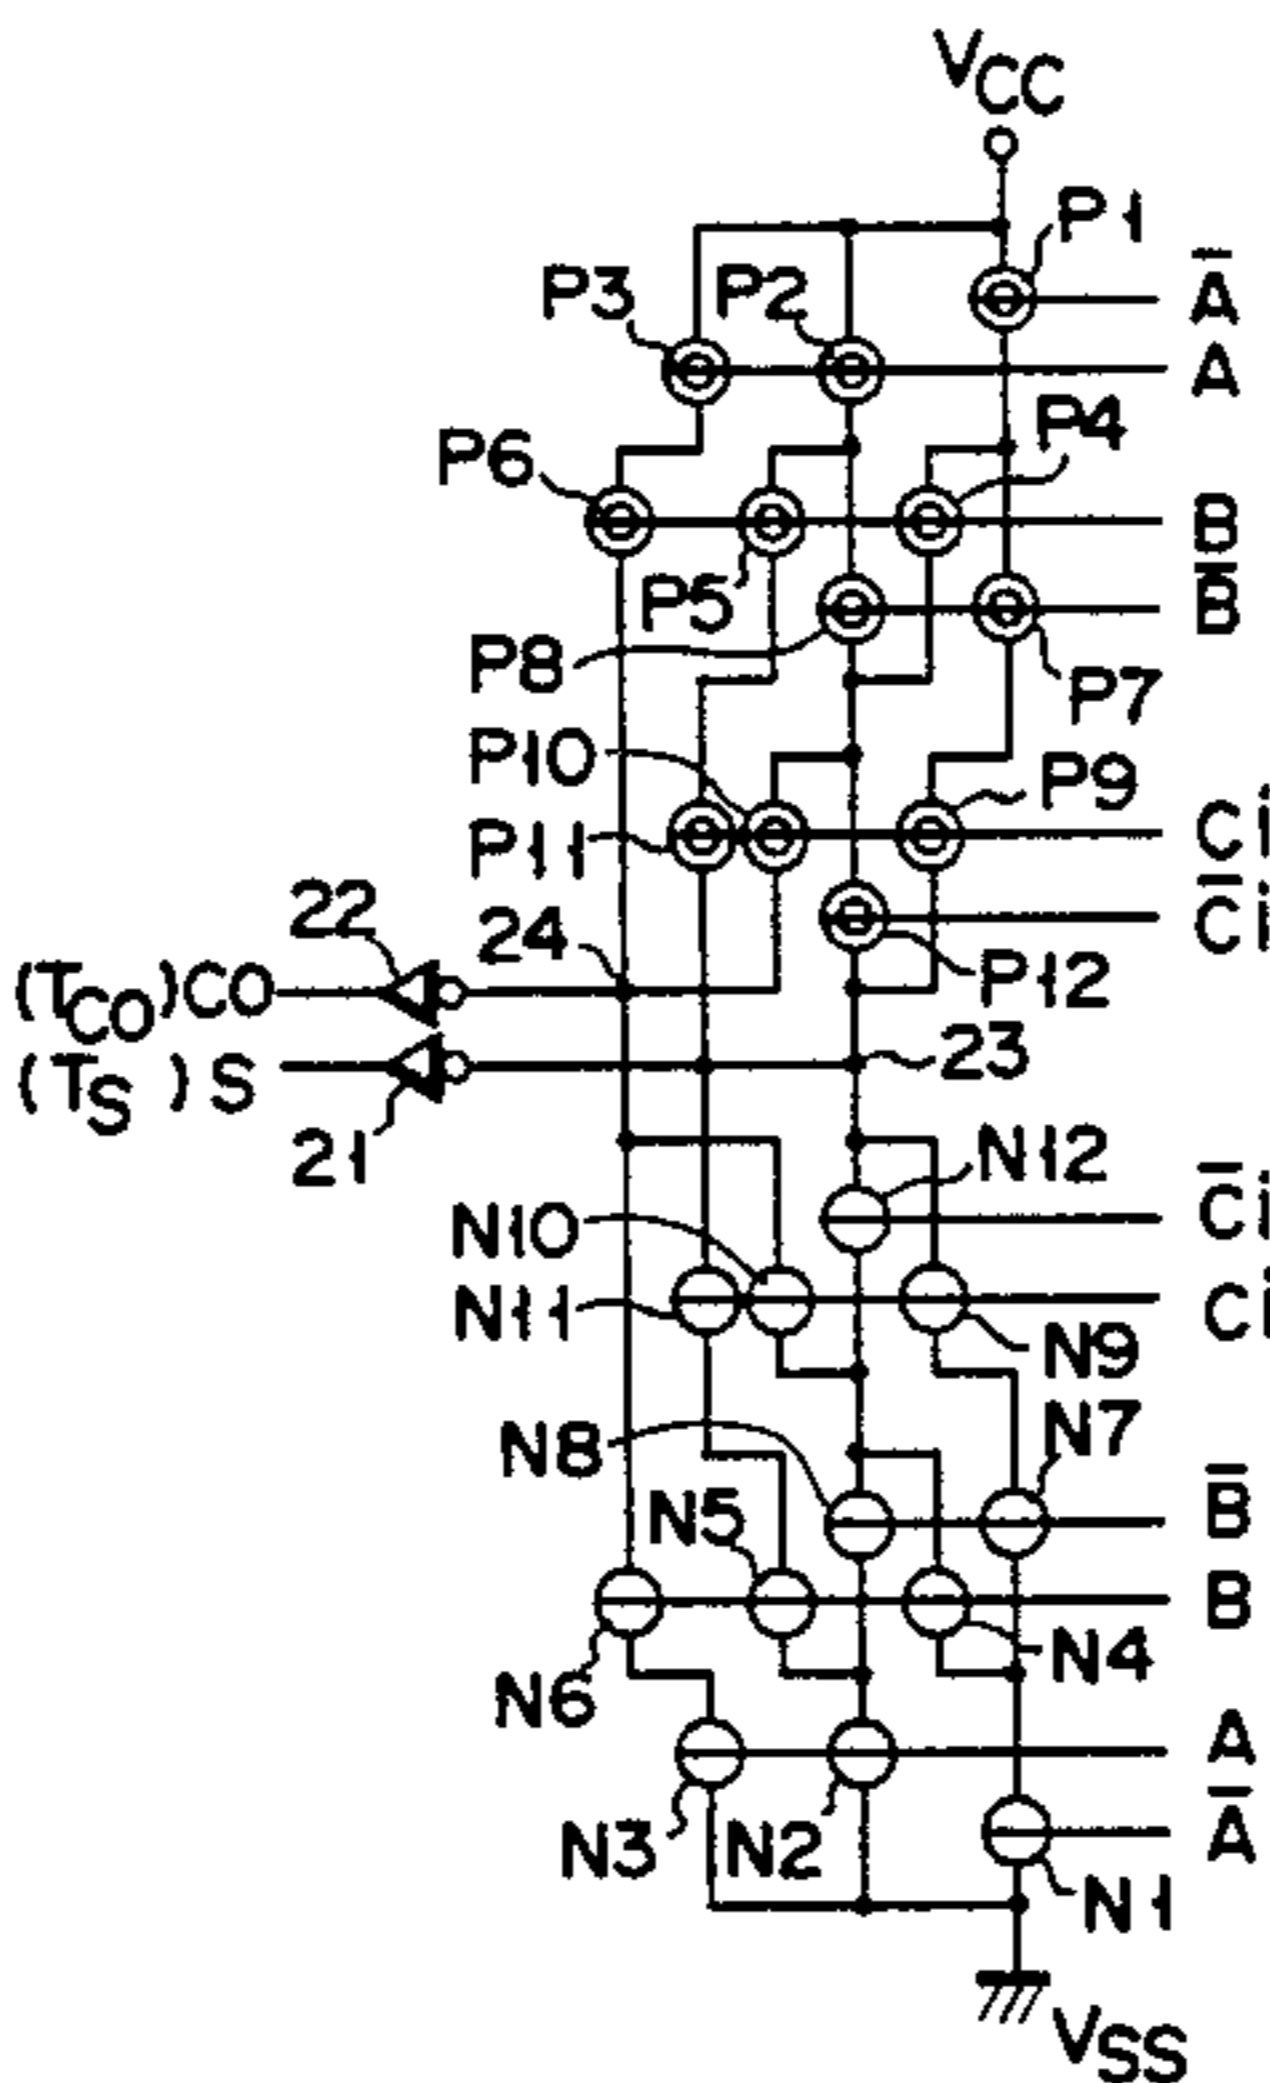 VCC
P1
A̅
P3 P2
A
P4
P6
B
P5
B̅
P8
P7
P10
P9
Ci
P11
C̅i
22
24
P12
(TCO)CO
23
(TS)S
21
N12
C̅i
N10
N11
Ci
N9
N8
N7
B̅
N5
B
N4
N6
A
N3 N2
A̅
N1
VSS